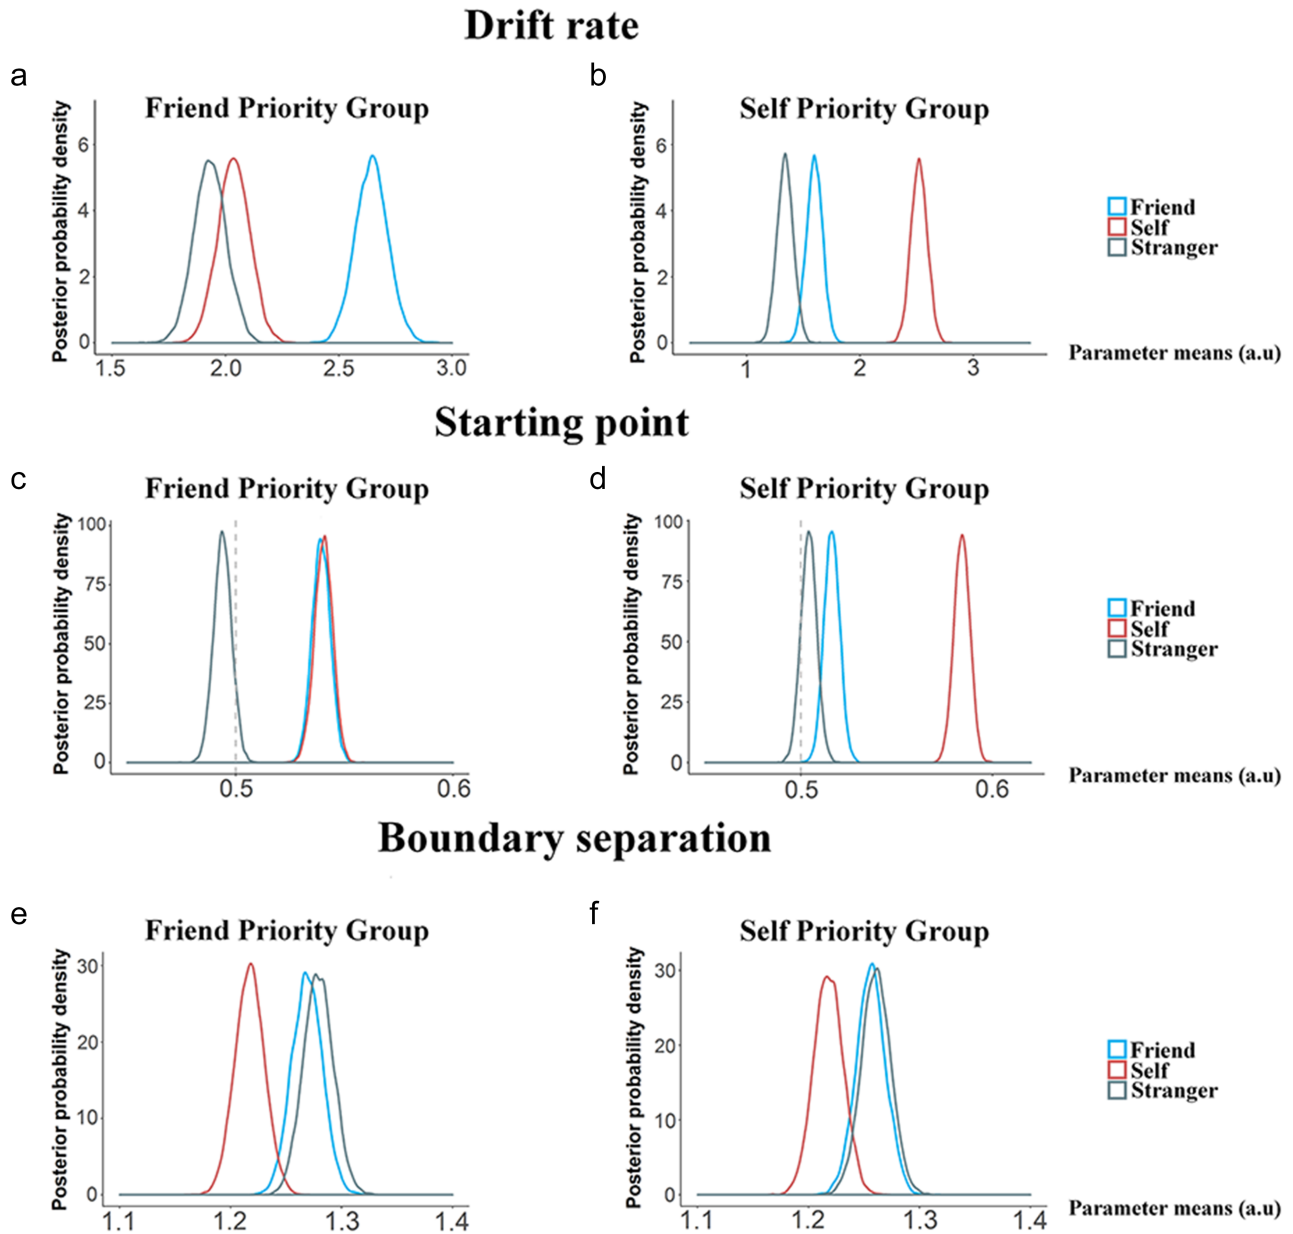 Drift rate
a
b
Friend Priority Group
Self Priority Group
Posterior probability density
6
4
2
0
1.5 2.0 2.5 3.0
Posterior probability density
6
4
2
0
1 2 3
Friend
Self
Stranger
Parameter means (a.u)
Starting point
c
d
Friend Priority Group
Self Priority Group
Posterior probability density
100
75
50
25
0
0.5 0.6
Posterior probability density
100
75
50
25
0
0.5 0.6
Friend
Self
Stranger
Parameter means (a.u)
Boundary separation
e
f
Friend Priority Group
Self Priority Group
Posterior probability density
30
20
10
0
1.1 1.2 1.3 1.4
Posterior probability density
30
20
10
0
1.1 1.2 1.3 1.4
Friend
Self
Stranger
Parameter means (a.u)